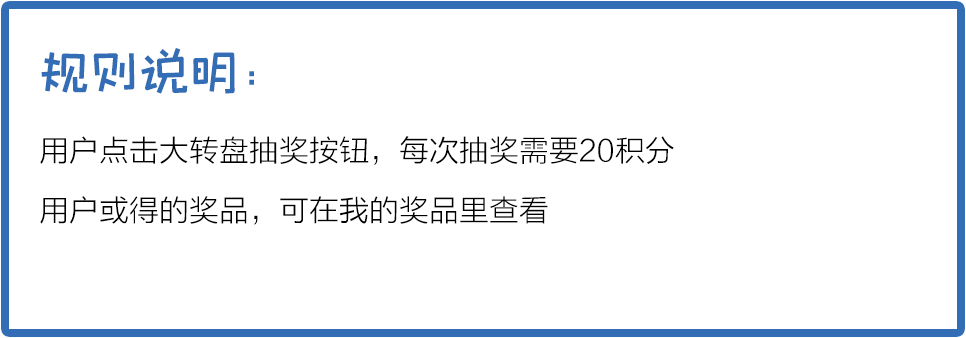 规则说明：
用户点击大转盘抽奖按钮，每次抽奖需要20积分
用户或得的奖品，可在我的奖品里查看